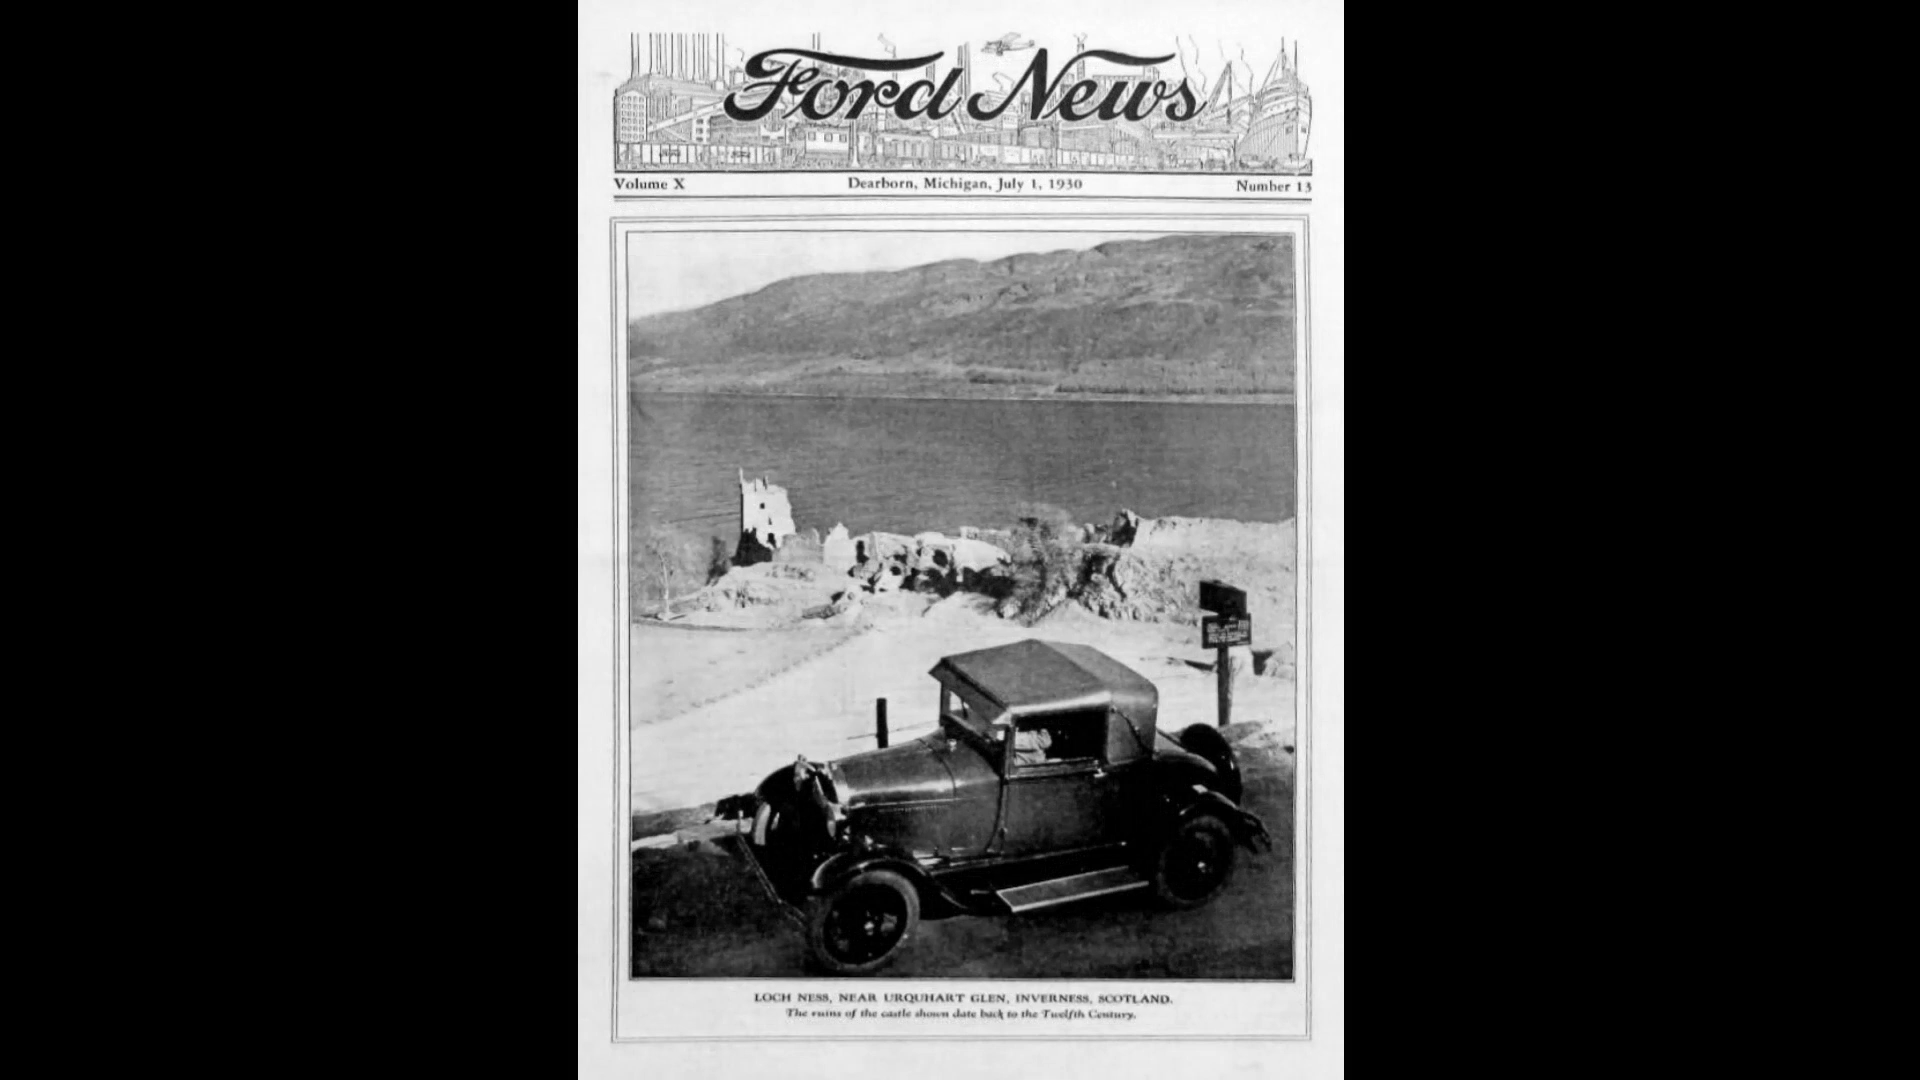 Ford News
Volume X Dearborn, Michigan, July 1, 1930 Number 13
LOCH NESS, NEAR URQUHART GLEN, INVERNESS, SCOTLAND.
The ruins of the castle shown date back to the Twelfth Century.